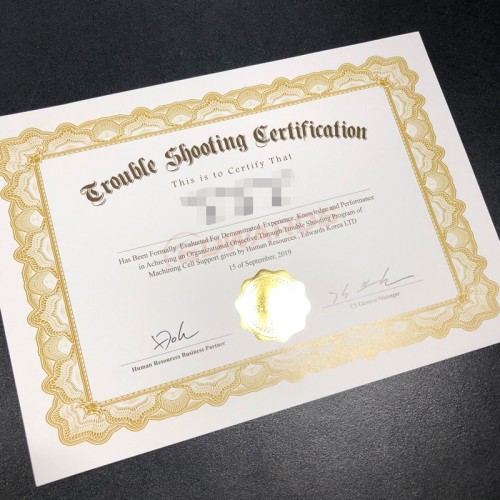 Trouble Shooting Certification
This is to Certify That
Has Been Formally Evaluated For Demonstrated Experience, Knowledge and Performance
in Achieving an Organizational Objective Through Trouble Shooting Program of
Machining Cell Support given by Human Resources, Edwards Korea LTD
15 of September, 2019
Human Resources Business Partner
General Manager